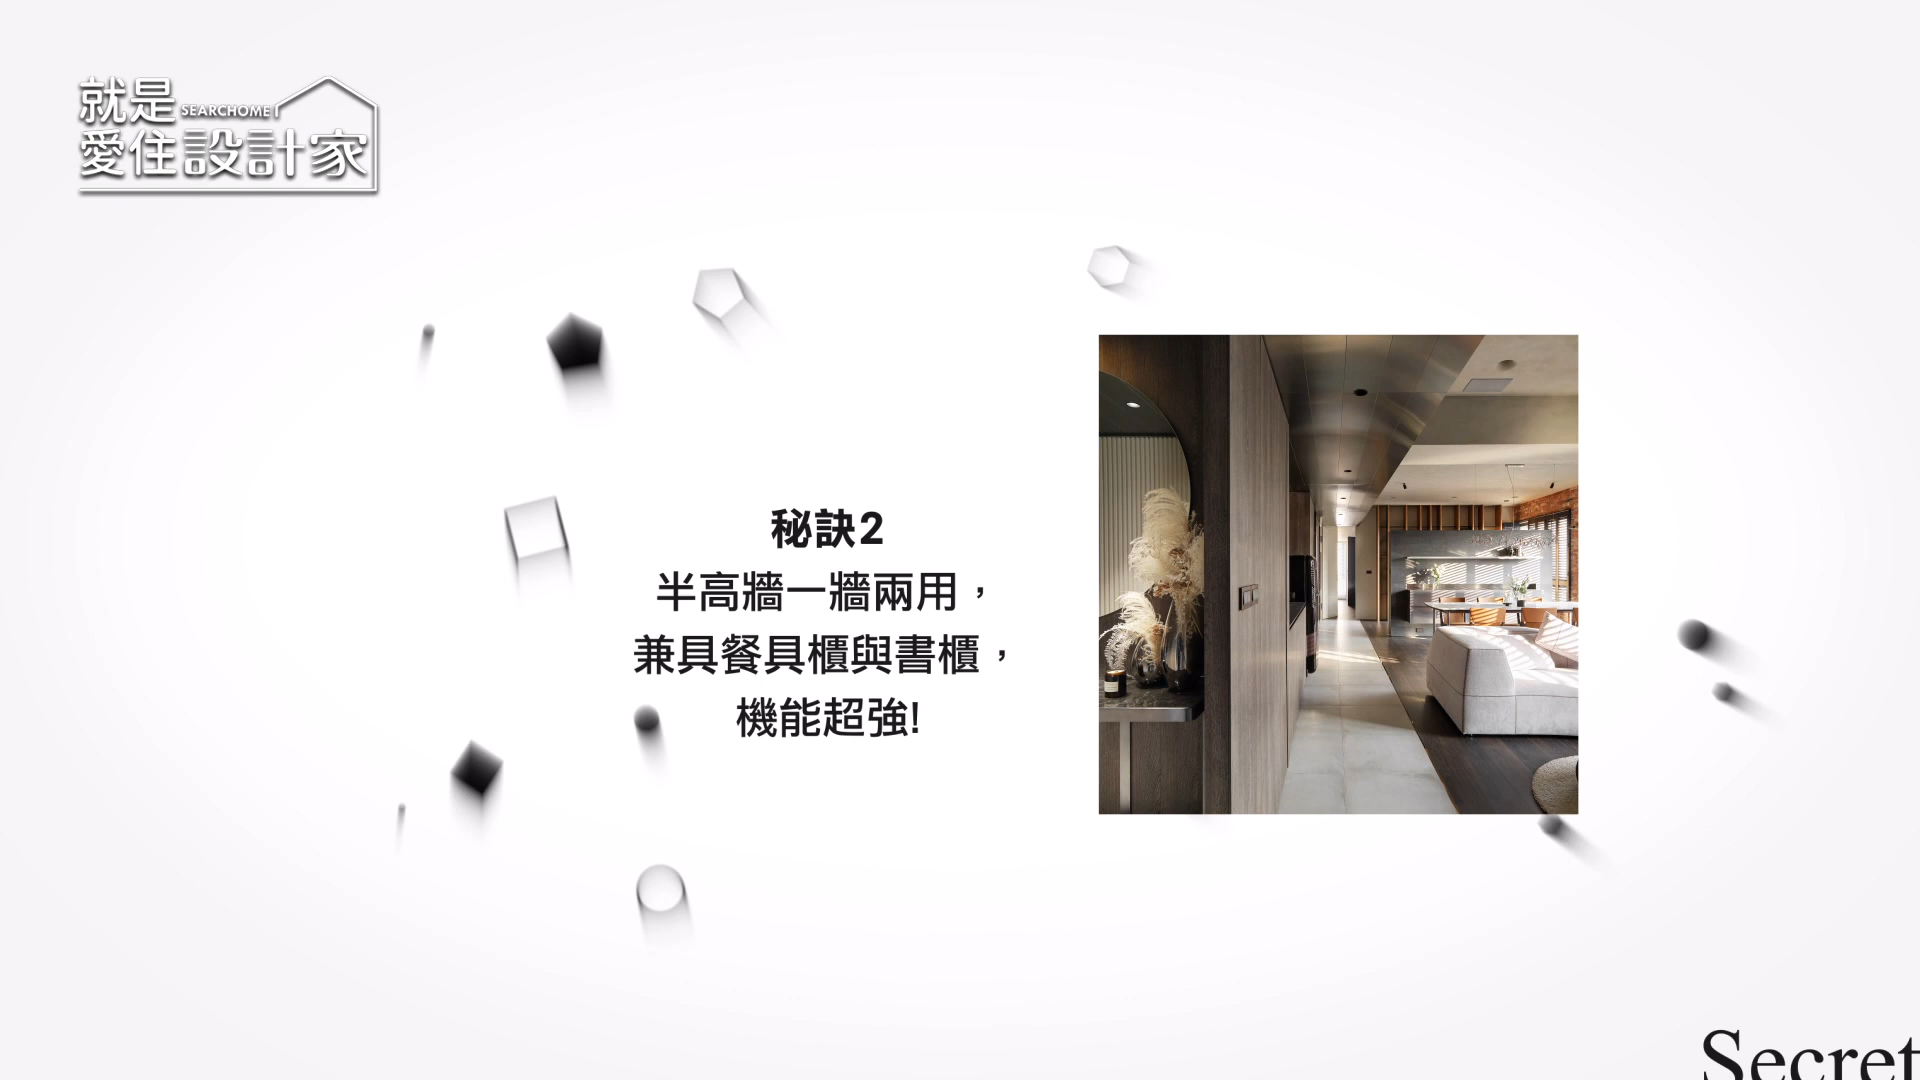 就是
SEARCHOME
愛住設計家
秘訣2
半高牆一牆兩用，
兼具餐具櫃與書櫃，
機能超強!
Secret